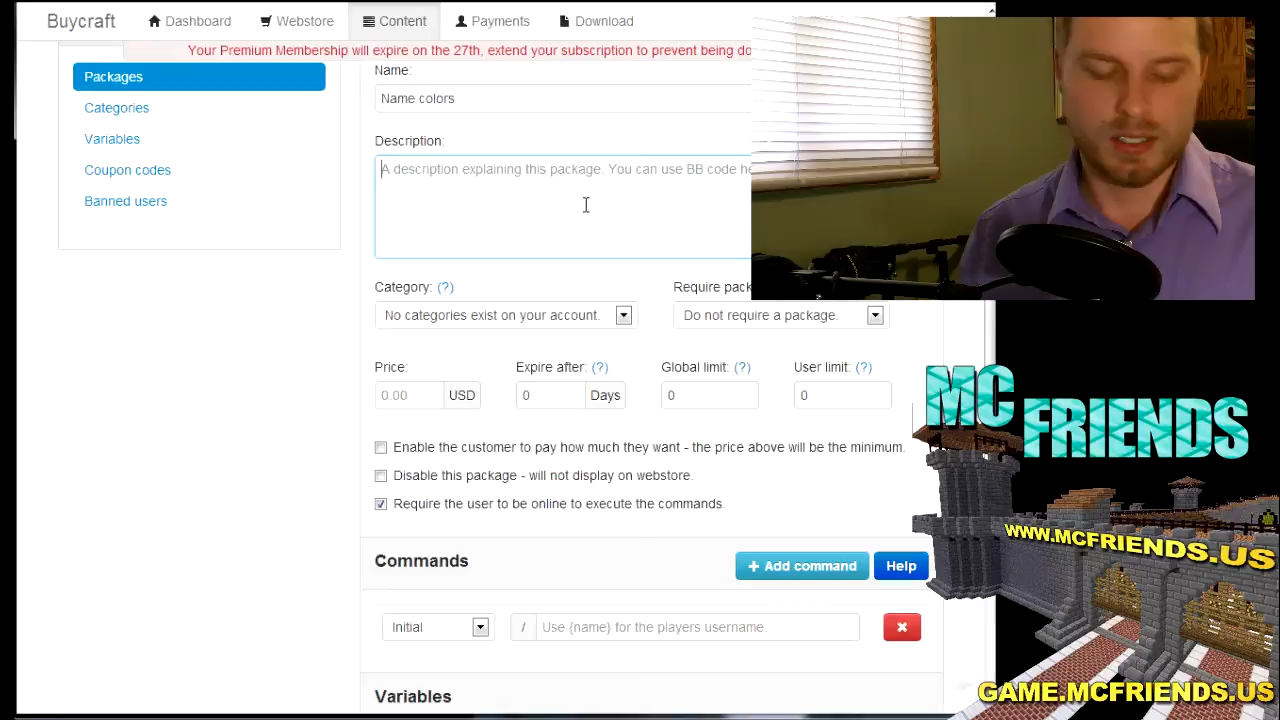 Buycraft
Dashboard
Webstore
Content
Payments
Download
Your Premium Membership will expire on the 27th, extend your subscription to prevent being do
Packages
Categories
Variables
Coupon codes
Banned users
Name:
Name colors
Description:
A description explaining this package. You can use BB code he
Category: (?)
Require pack
No categories exist on your account.
Do not require a package.
Price:
Expire after: (?)
Global limit: (?)
User limit: (?)
0.00 USD
0 Days
0
0
Enable the customer to pay how much they want - the price above will be the minimum.
Disable this package - will not display on webstore.
Require the user to be online to execute the commands.
Commands
+ Add command
Help
Initial
/ Use {name} for the players username.
Variables
MC
FRIENDS
WWW.MCFRIENDS.US
GAME.MCFRIENDS.US